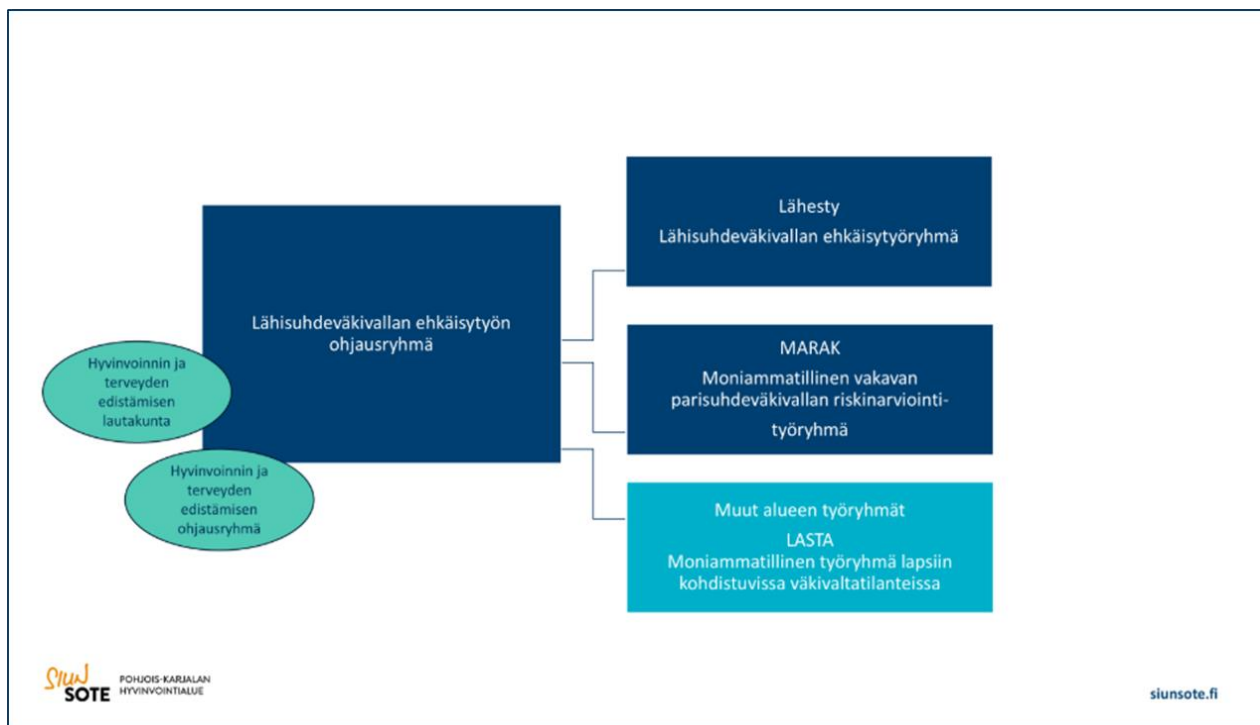 Lähesty
Lähisuhdeväkivallan ehkäisytyöryhmä
Lähisuhdeväkivallan ehkäisytyön
ohjausryhmä
Hyvinvoinnin ja
terveyden
edistämisen
lautakunta
MARAK
Moniammatillinen vakavan
parisuhdeväkivallan riskinarviointi-
työryhmä
Hyvinvoinnin ja
terveyden
edistämisen
ohjausryhmä
Muut alueen työryhmät
LASTA
Moniammatillinen työryhmä lapsiin
kohdistuvissa väkivaltatilanteissa
SIUN
SOTE
POHJOIS-KARJALAN
HYVINVOINTIALUE
siunsote.fi